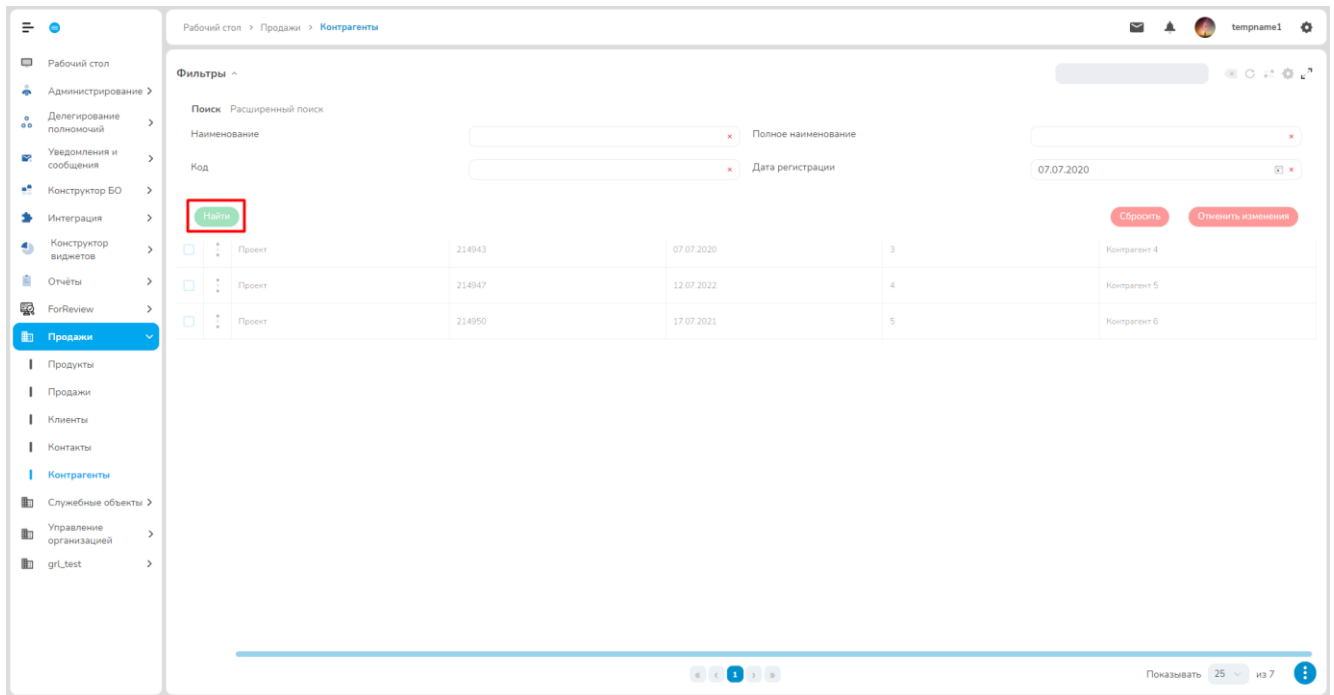 Рабочий стол > Продажи > Контрагенты
tempname1
Рабочий стол
Администрирование
Делегирование
полномочий
Уведомления и
сообщения
Конструктор БО
Интеграция
Конструктор
виджетов
Отчёты
ForReview
Продажи
Продукты
Продажи
Клиенты
Контакты
Контрагенты
Служебные объекты
Управление
организацией
grl_test
Фильтры
Поиск Расширенный поиск
Наименование Полное наименование
Код Дата регистрации 07.07.2020
Найти Сбросить Отменить изменения
Проект 214943 07.07.2020 3 Контрагент 4
Проект 214947 12.07.2022 4 Контрагент 5
Проект 214950 17.07.2021 5 Контрагент 6
« ‹ 1 › » Показывать 25 из 7